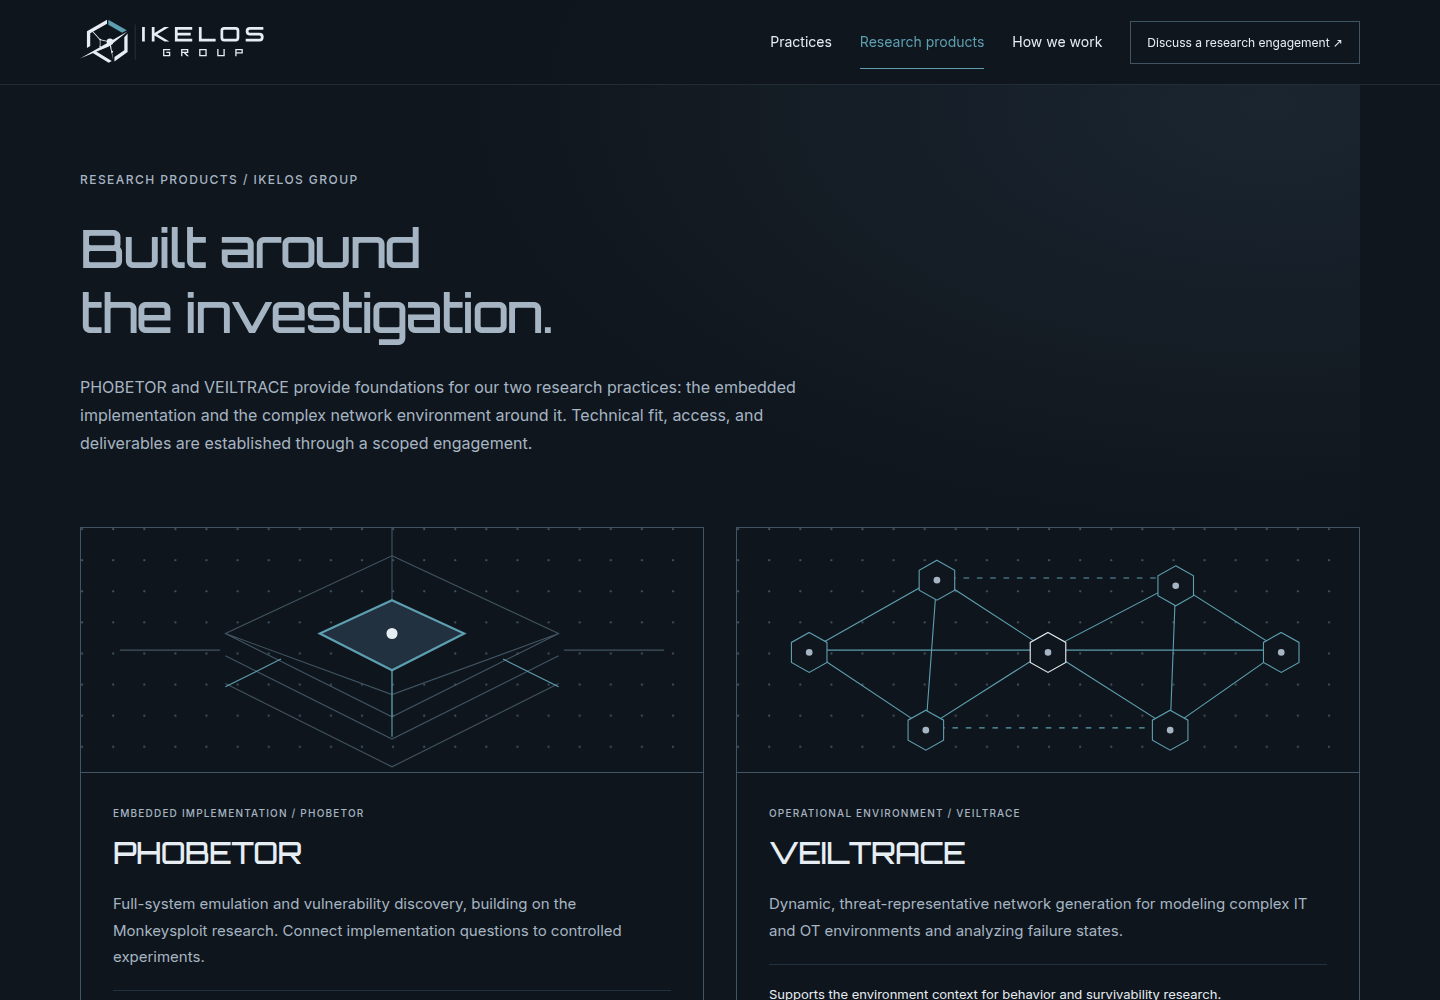 IKELOS
GROUP
Practices
Research products
How we work
Discuss a research engagement ↗
RESEARCH PRODUCTS / IKELOS GROUP
Built around
the investigation.
PHOBETOR and VEILTRACE provide foundations for our two research practices: the embedded
implementation and the complex network environment around it. Technical fit, access, and
deliverables are established through a scoped engagement.
EMBEDDED IMPLEMENTATION / PHOBETOR
PHOBETOR
Full-system emulation and vulnerability discovery, building on the
Monkeysploit research. Connect implementation questions to controlled
experiments.
OPERATIONAL ENVIRONMENT / VEILTRACE
VEILTRACE
Dynamic, threat-representative network generation for modeling complex IT
and OT environments and analyzing failure states.
Supports the environment context for behavior and survivability research.